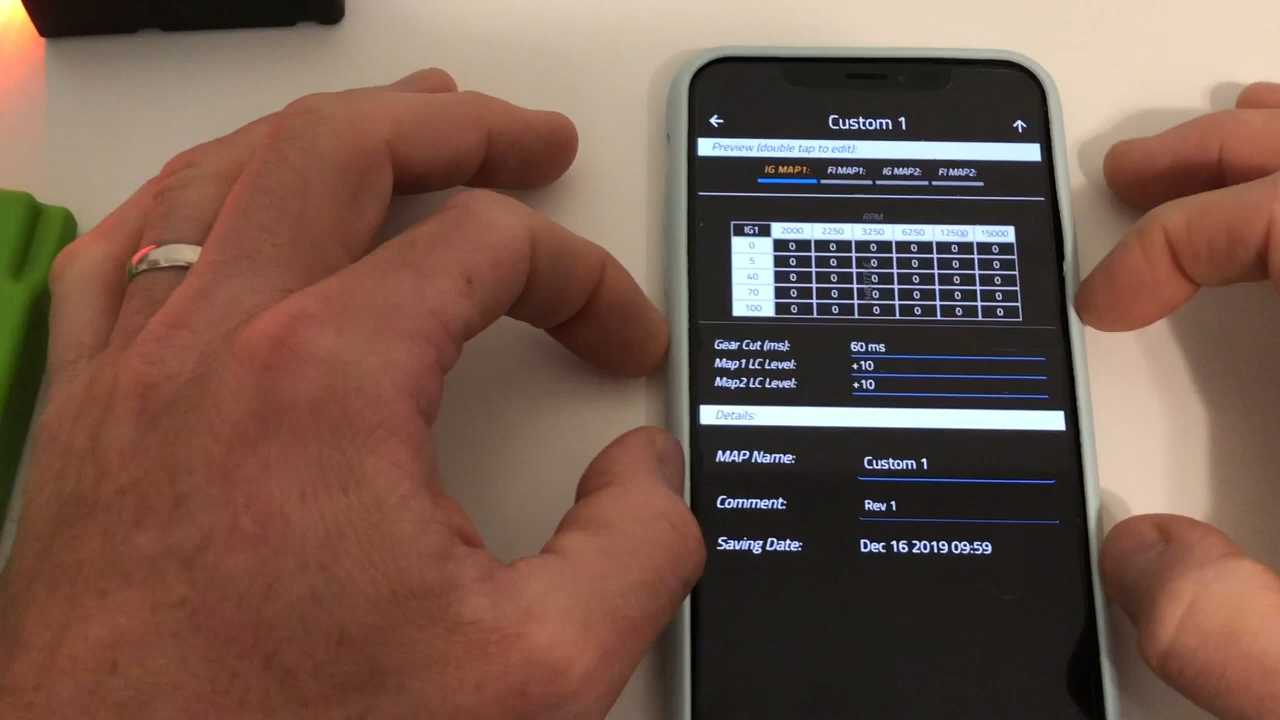 Custom 1
Preview (double tap to edit):
IG MAP1: FI MAP1: IG MAP2: FI MAP2:
RPM
IG1 2000 2250 3250 6250 12500 15000
0 0 0 0 0 0 0
5 0 0 0 0 0 0
40 0 0 0 0 0 0
70 0 0 0 0 0 0
100 0 0 0 0 0 0
Gear Cut (ms): 60 ms
Map1 LC Level: +10
Map2 LC Level: +10
Details:
MAP Name: Custom 1
Comment: Rev 1
Saving Date: Dec 16 2019 09:59